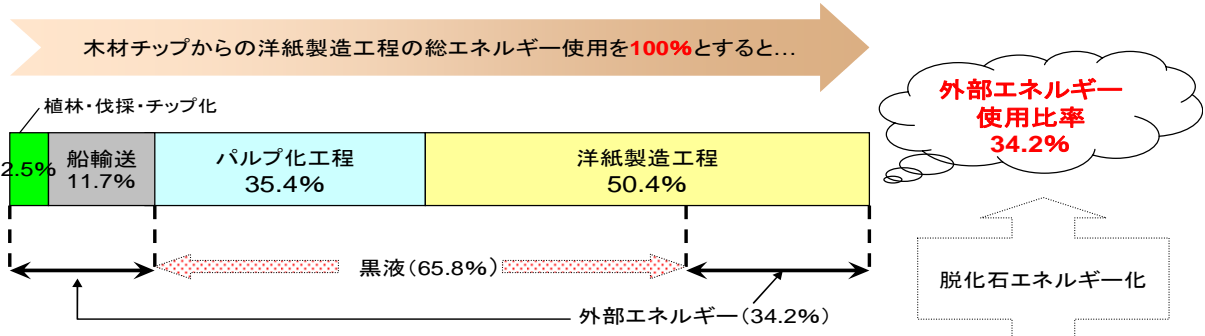 木材チップからの洋紙製造工程の総エネルギー使用を100%とすると…
植林・伐採・チップ化
2.5%
船輸送
11.7%
パルプ化工程
35.4%
洋紙製造工程
50.4%
外部エネルギー
使用比率
34.2%
黒液(65.8%)
外部エネルギー(34.2%)
脱化石エネルギー化